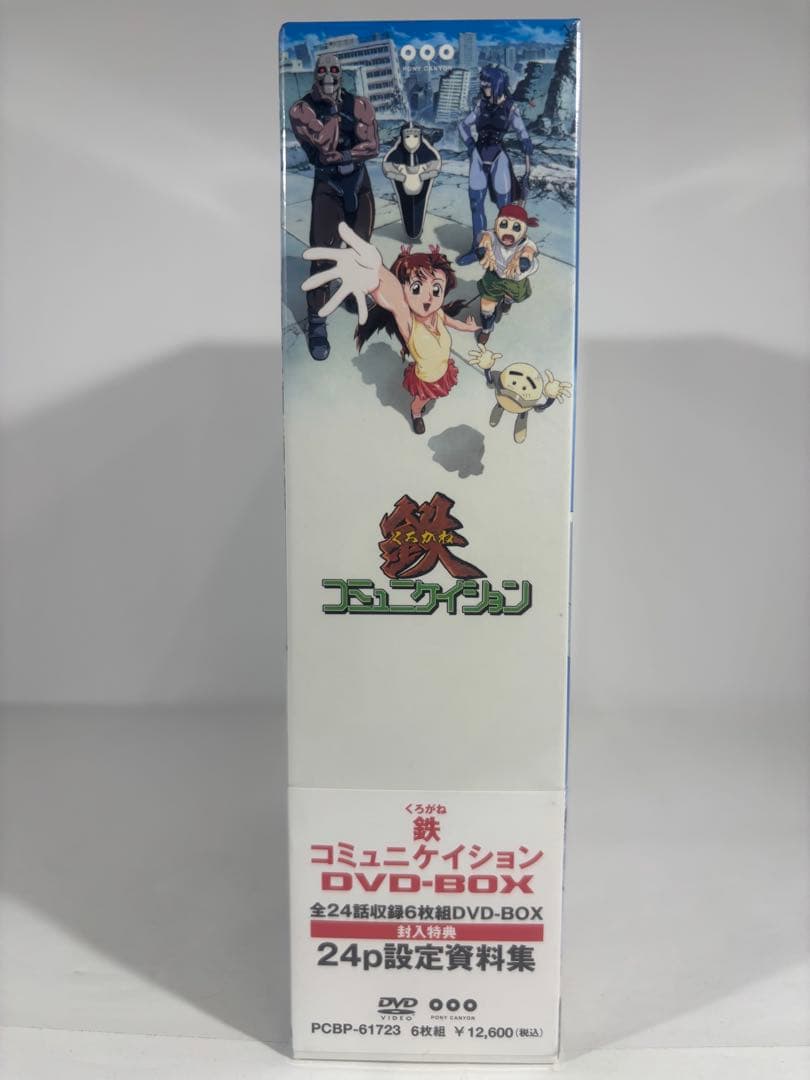 PONY CANYON
鉄
くろがね
コミュニケイション
くろがね
鉄
コミュニケイション
DVD-BOX
全24話収録6枚組DVD-BOX
封入特典
24p設定資料集
DVD VIDEO PONY CANYON
PCBP-61723 6枚組 ¥12,600(税込)